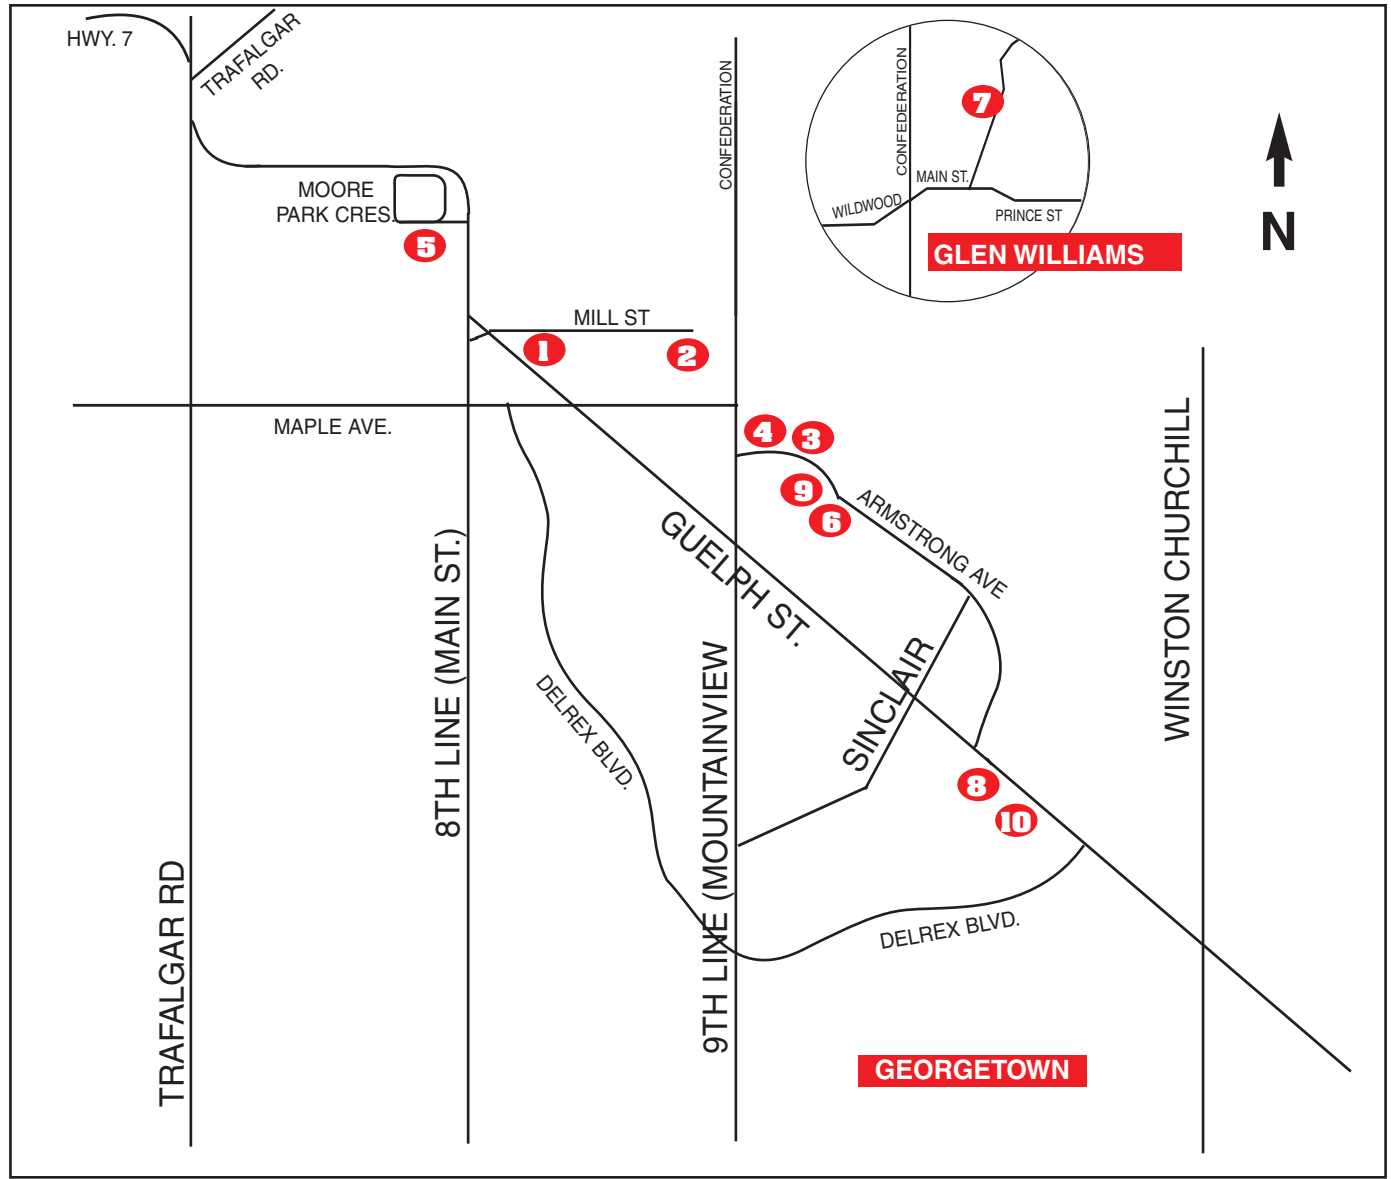 HWY. 7
TRAFALGAR
RD.
CONFEDERATION
CONFEDERATION
7
MAIN ST.
WILDWOOD
PRINCE ST
GLEN WILLIAMS
N
MOORE
PARK CRES.
5
MILL ST
1
2
MAPLE AVE.
4
3
9
6
ARMSTRONG AVE
GUELPH ST.
WINSTON CHURCHILL
8TH LINE (MAIN ST.)
DELREX BLVD.
SINCLAIR
9TH LINE (MOUNTAINVIEW
8
10
TRAFALGAR RD
DELREX BLVD.
GEORGETOWN